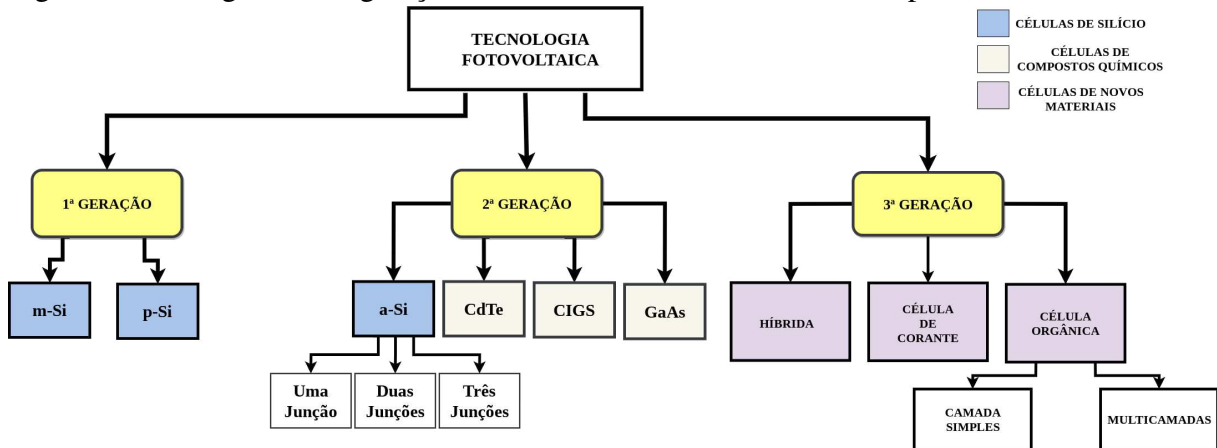 TECNOLOGIA
FOTOVOLTAICA
CÉLULAS DE SILÍCIO
CÉLULAS DE
COMPOSTOS QUÍMICOS
CÉLULAS DE NOVOS
MATERIAIS
1ª GERAÇÃO
2ª GERAÇÃO
3ª GERAÇÃO
m-Si
p-Si
a-Si
CdTe
CIGS
GaAs
HÍBRIDA
CÉLULA
DE
CORANTE
CÉLULA
ORGÂNICA
Uma
Junção
Duas
Junções
Três
Junções
CAMADA
SIMPLES
MULTICAMADAS